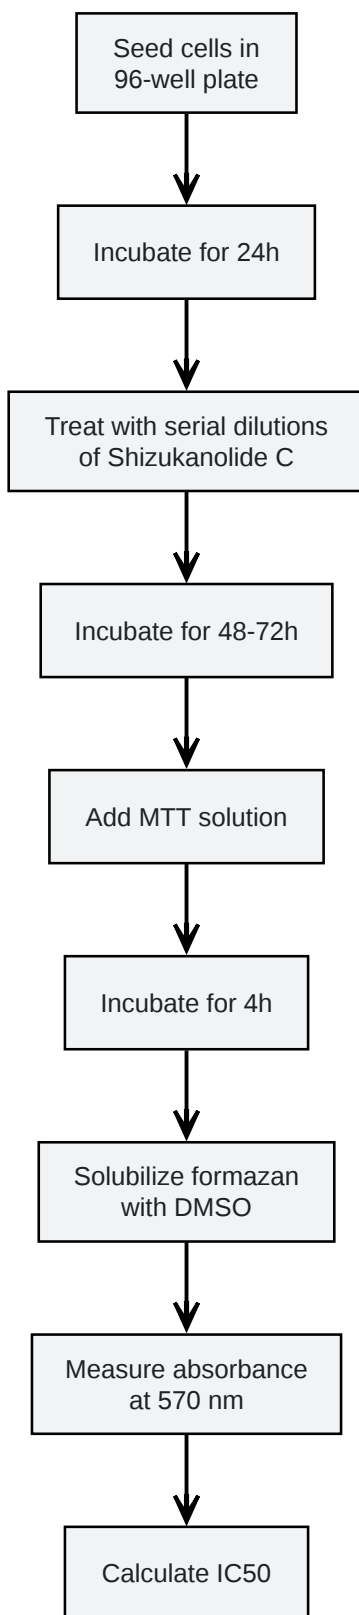 Seed cells in
96-well plate
Incubate for 24h
Treat with serial dilutions
of Shizukanolide C
Incubate for 48-72h
Add MTT solution
Incubate for 4h
Solubilize formazan
with DMSO
Measure absorbance
at 570 nm
Calculate IC50